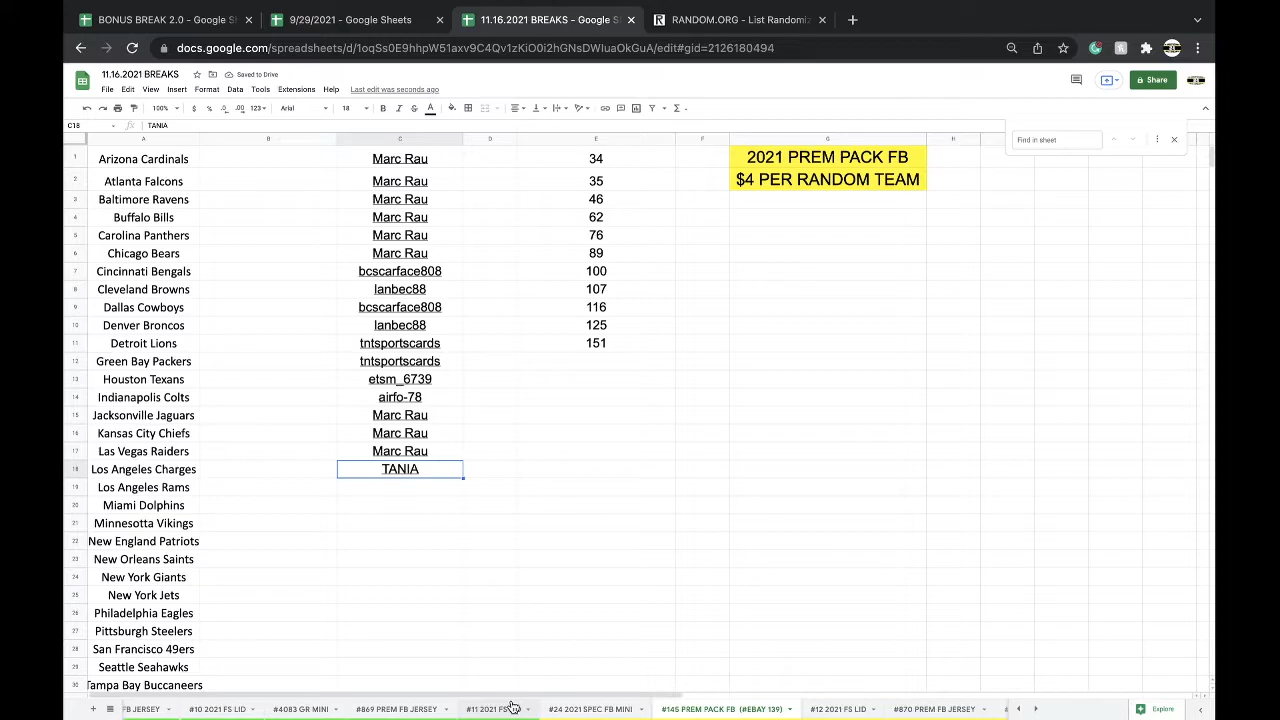 BONUS BREAK 2.0 - Google Sh
9/29/2021 - Google Sheets
11.16.2021 BREAKS - Google S
RANDOM.ORG - List Randomiz
docs.google.com/spreadsheets/d/1oqSs0E9hhpW51axv9C4Qv1zKiO0i2hGNsDWIuaOkGuA/edit#gid=2126180494
11.16.2021 BREAKS
Saved to Drive
File Edit View Insert Format Data Tools Extensions Help Last edit was seconds ago
Share
100% $ % .0 .00 123 Arial 18 B I S A
C18 fx TANIA
Find in sheet
A B C D E F G H I J K
1 Arizona Cardinals Marc Rau 34 2021 PREM PACK FB
2 Atlanta Falcons Marc Rau 35 $4 PER RANDOM TEAM
3 Baltimore Ravens Marc Rau 46
4 Buffalo Bills Marc Rau 62
5 Carolina Panthers Marc Rau 76
6 Chicago Bears Marc Rau 89
7 Cincinnati Bengals bcscarface808 100
8 Cleveland Browns lanbec88 107
9 Dallas Cowboys bcscarface808 116
10 Denver Broncos lanbec88 125
11 Detroit Lions tntsportscards 151
12 Green Bay Packers tntsportscards
13 Houston Texans etsm_6739
14 Indianapolis Colts airfo-78
15 Jacksonville Jaguars Marc Rau
16 Kansas City Chiefs Marc Rau
17 Las Vegas Raiders Marc Rau
18 Los Angeles Charges TANIA
19 Los Angeles Rams
20 Miami Dolphins
21 Minnesotta Vikings
22 New England Patriots
23 New Orleans Saints
24 New York Giants
25 New York Jets
26 Philadelphia Eagles
27 Pittsburgh Steelers
28 San Francisco 49ers
29 Seattle Seahawks
30 Tampa Bay Buccaneers
FB JERSEY #10 2021 FS LID #4083 GR MINI #869 PREM FB JERSEY #11 2021 FS #24 2021 SPEC FB MINI #145 PREM PACK FB (#EBAY 139) #12 2021 FS LID #870 PREM FB JERSEY Explore